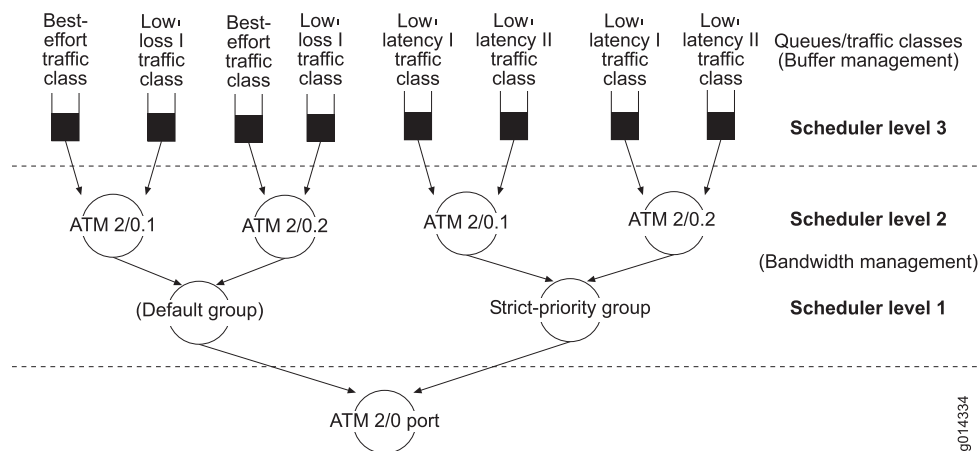 Best-
effort
traffic
class
Low-
loss I
traffic
class
Best-
effort
traffic
class
Low-
loss I
traffic
class
Low-
latency I
traffic
class
Low-
latency II
traffic
class
Low-
latency I
traffic
class
Low-
latency II
traffic
class
Queues/traffic classes
(Buffer management)
Scheduler level 3
ATM 2/0.1
ATM 2/0.2
ATM 2/0.1
ATM 2/0.2
Scheduler level 2
(Bandwidth management)
(Default group)
Strict-priority group
Scheduler level 1
ATM 2/0 port
g014334